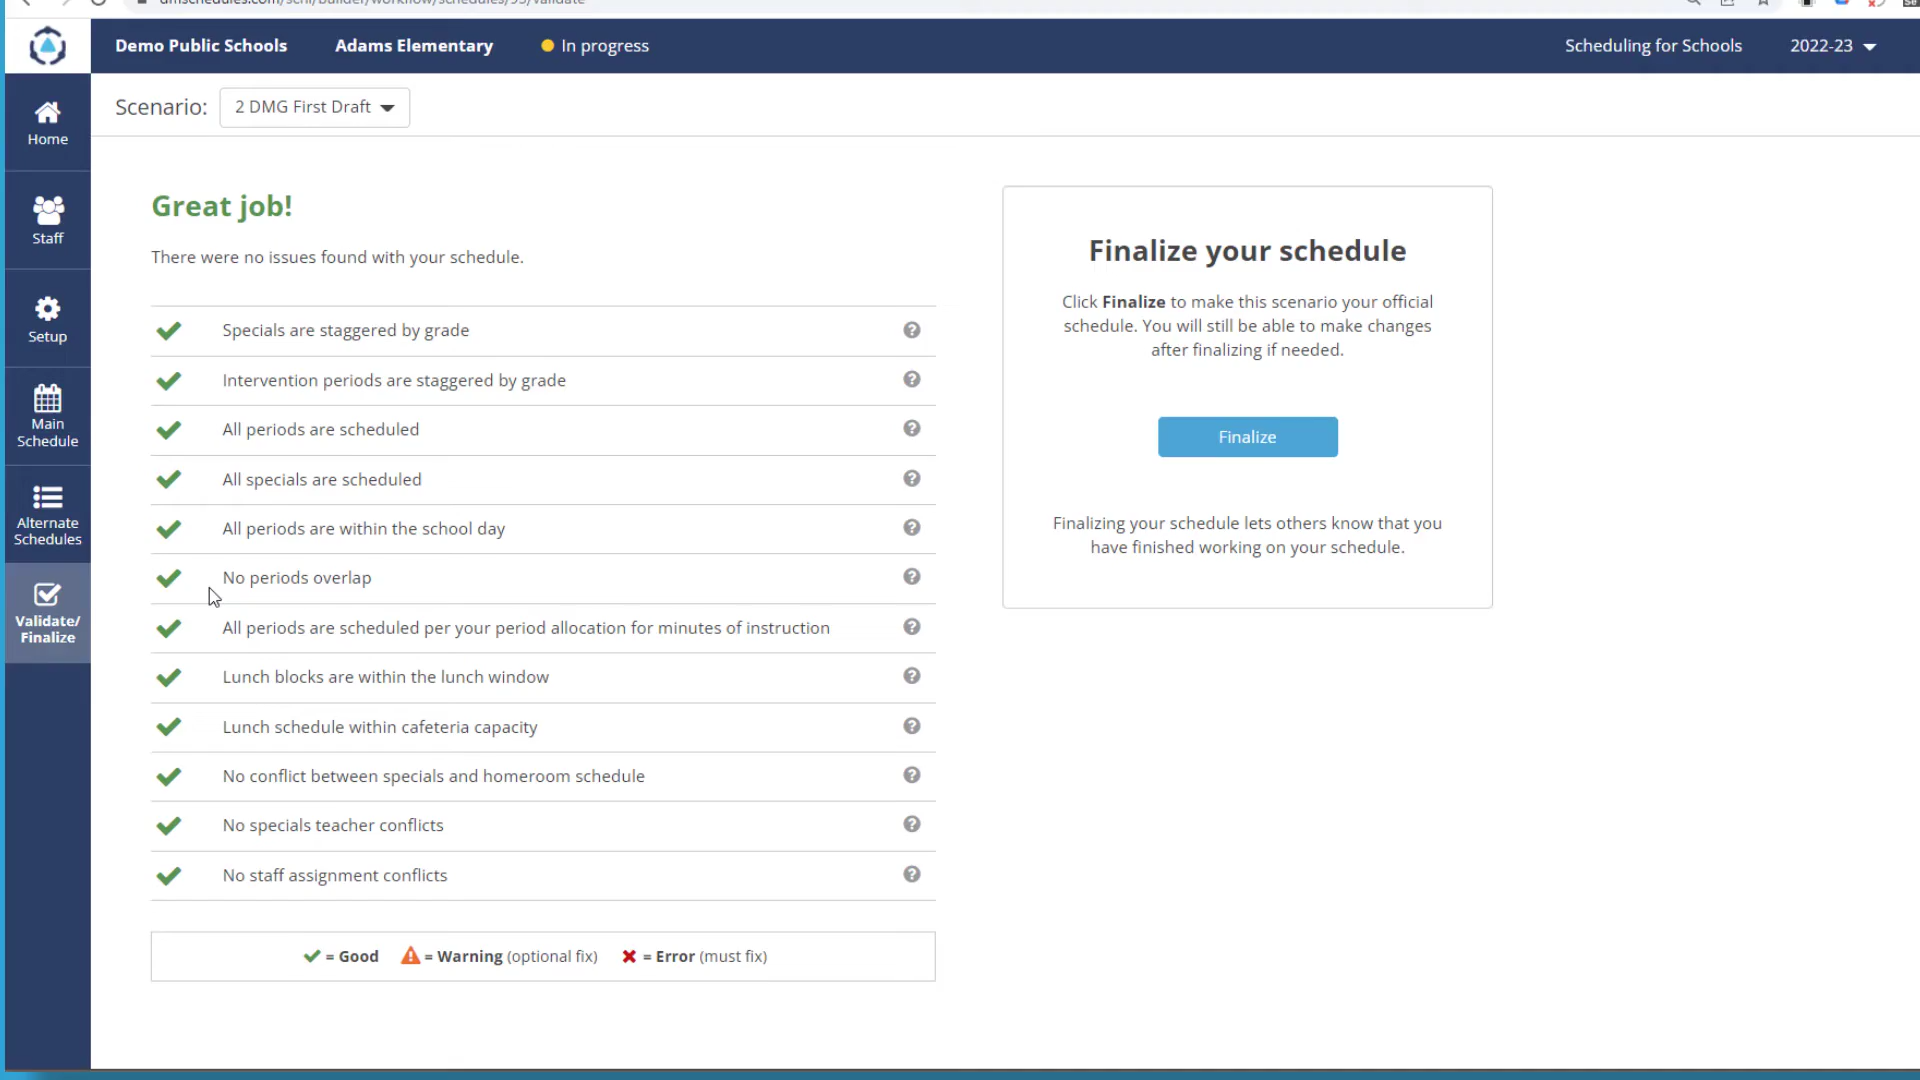 Demo Public Schools Adams Elementary In progress Scheduling for Schools 2022-23
Scenario: 2 DMG First Draft
Home
Staff
Setup
Main
Schedule
Alternate
Schedules
Validate/
Finalize
Great job!
There were no issues found with your schedule.
Specials are staggered by grade
Intervention periods are staggered by grade
All periods are scheduled
All specials are scheduled
All periods are within the school day
No periods overlap
All periods are scheduled per your period allocation for minutes of instruction
Lunch blocks are within the lunch window
Lunch schedule within cafeteria capacity
No conflict between specials and homeroom schedule
No specials teacher conflicts
No staff assignment conflicts
= Good = Warning (optional fix) = Error (must fix)
Finalize your schedule
Click Finalize to make this scenario your official
schedule. You will still be able to make changes
after finalizing if needed.
Finalize
Finalizing your schedule lets others know that you
have finished working on your schedule.